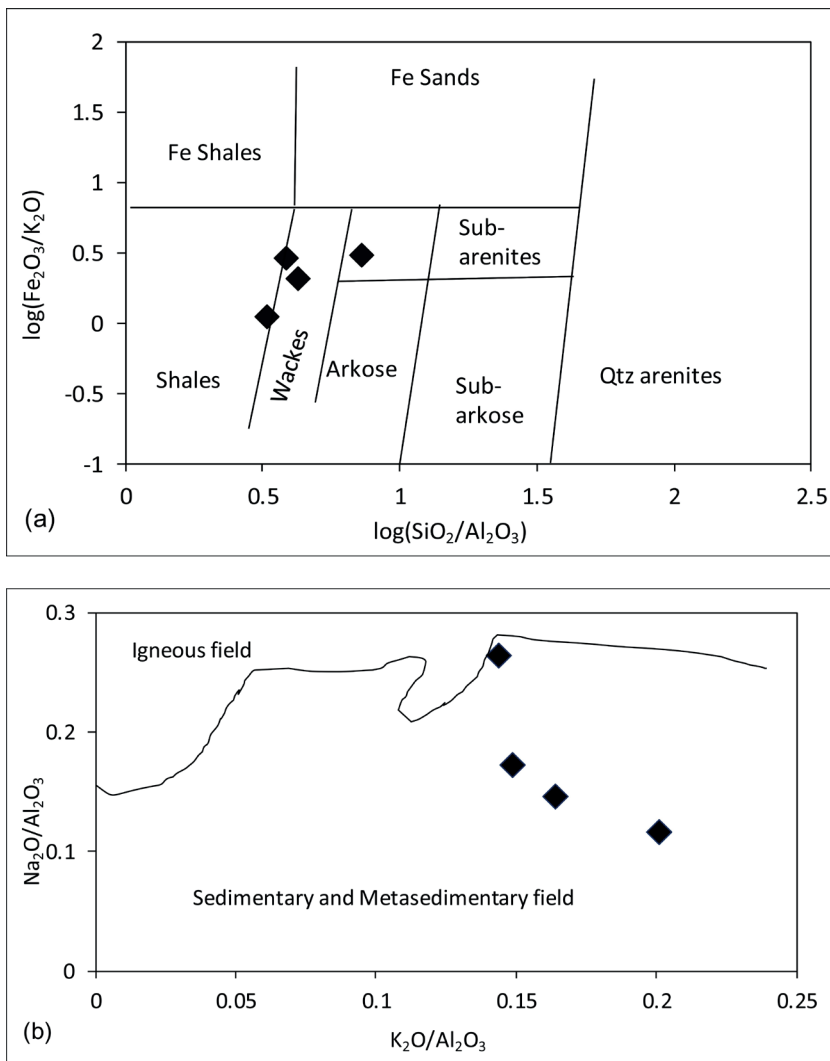 2
1.5
1
0.5
0
-0.5
-1
log(Fe₂O₃/K₂O)
Fe Sands
Fe Shales
Sub-
arenites
Shales
Wackes
Arkose
Sub-
arkose
Qtz arenites
0 0.5 1 1.5 2 2.5
log(SiO₂/Al₂O₃)
(a)
0.3
0.2
0.1
0
Na₂O/Al₂O₃
Igneous field
Sedimentary and Metasedimentary field
0 0.05 0.1 0.15 0.2 0.25
K₂O/Al₂O₃
(b)